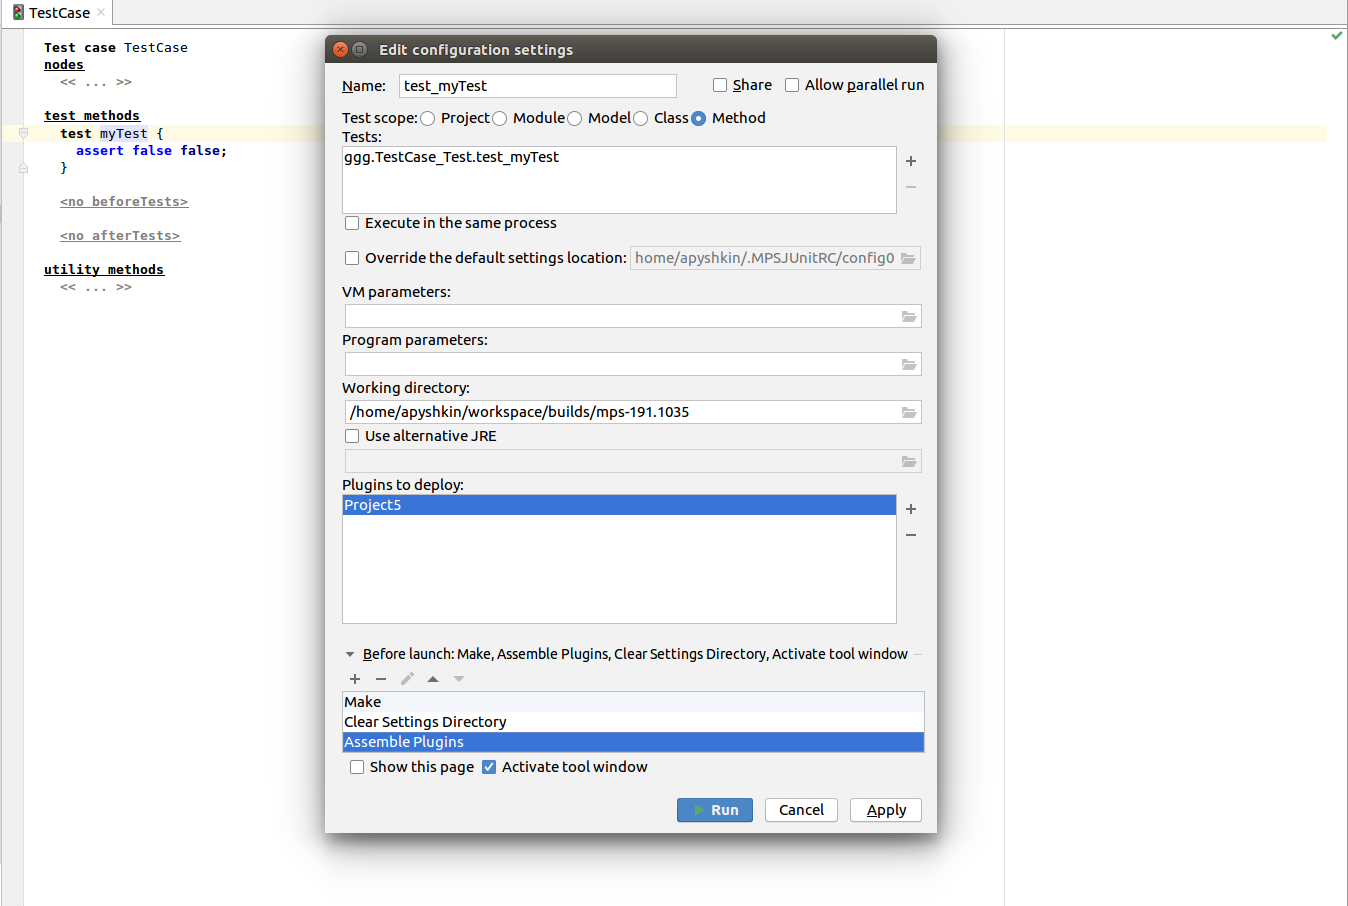 TestCase
Test case TestCase
nodes
<< ... >>
test methods
test myTest {
assert false false;
}
<no beforeTests>
<no afterTests>
utility methods
<< ... >>
Edit configuration settings
Name: test_myTest Share Allow parallel run
Test scope: Project Module Model Class Method
Tests:
ggg.TestCase_Test.test_myTest
Execute in the same process
Override the default settings location: home/apyshkin/.MPSJUnitRC/config0
VM parameters:
Program parameters:
Working directory:
/home/apyshkin/workspace/builds/mps-191.1035
Use alternative JRE
Plugins to deploy:
Project5
Before launch: Make, Assemble Plugins, Clear Settings Directory, Activate tool window
Make
Clear Settings Directory
Assemble Plugins
Show this page Activate tool window
Run Cancel Apply